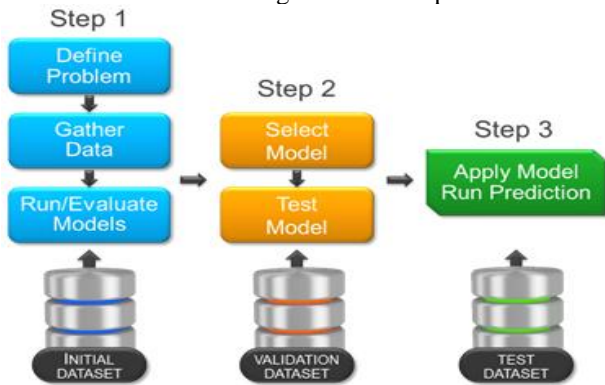 Step 1
Define
Problem
Gather
Data
Run/Evaluate
Models
INITIAL
DATASET
Step 2
Select
Model
Test
Model
VALIDATION
DATASET
Step 3
Apply Model
Run Prediction
TEST
DATASET